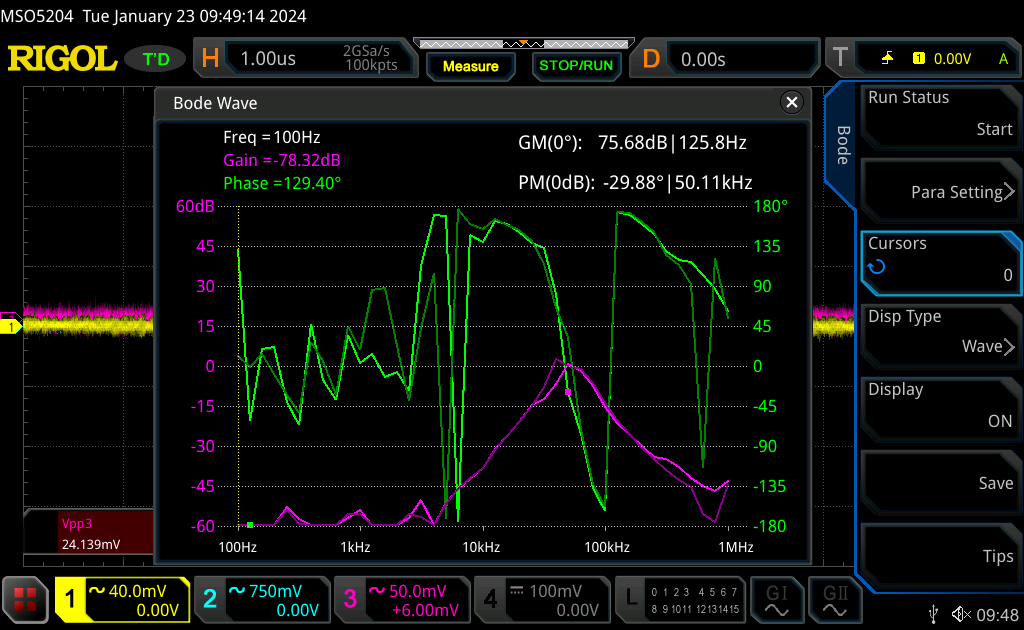 MSO5204 Tue January 23 09:49:14 2024
RIGOL T'D H 1.00us 2GSa/s 100kpts Measure STOP/RUN D 0.00s T 1 0.00V A
Bode Wave
Freq =100Hz
Gain =-78.32dB
Phase =129.40°
GM(0°): 75.68dB|125.8Hz
PM(0dB): -29.88°|50.11kHz
60dB 180°
45 135
30 90
15 45
0 0
-15 -45
-30 -90
-45 -135
-60 -180
100Hz 1kHz 10kHz 100kHz 1MHz
1
Vpp3
24.139mV
Bode
Run Status
Start
Para Setting
Cursors
0
Disp Type
Wave
Display
ON
Save
Tips
1 40.0mV 0.00V
2 750mV 0.00V
3 50.0mV +6.00mV
4 100mV 0.00V
L 0 1 2 3 4 5 6 7
8 9 10 11 12 13 14 15
GI GII
09:48